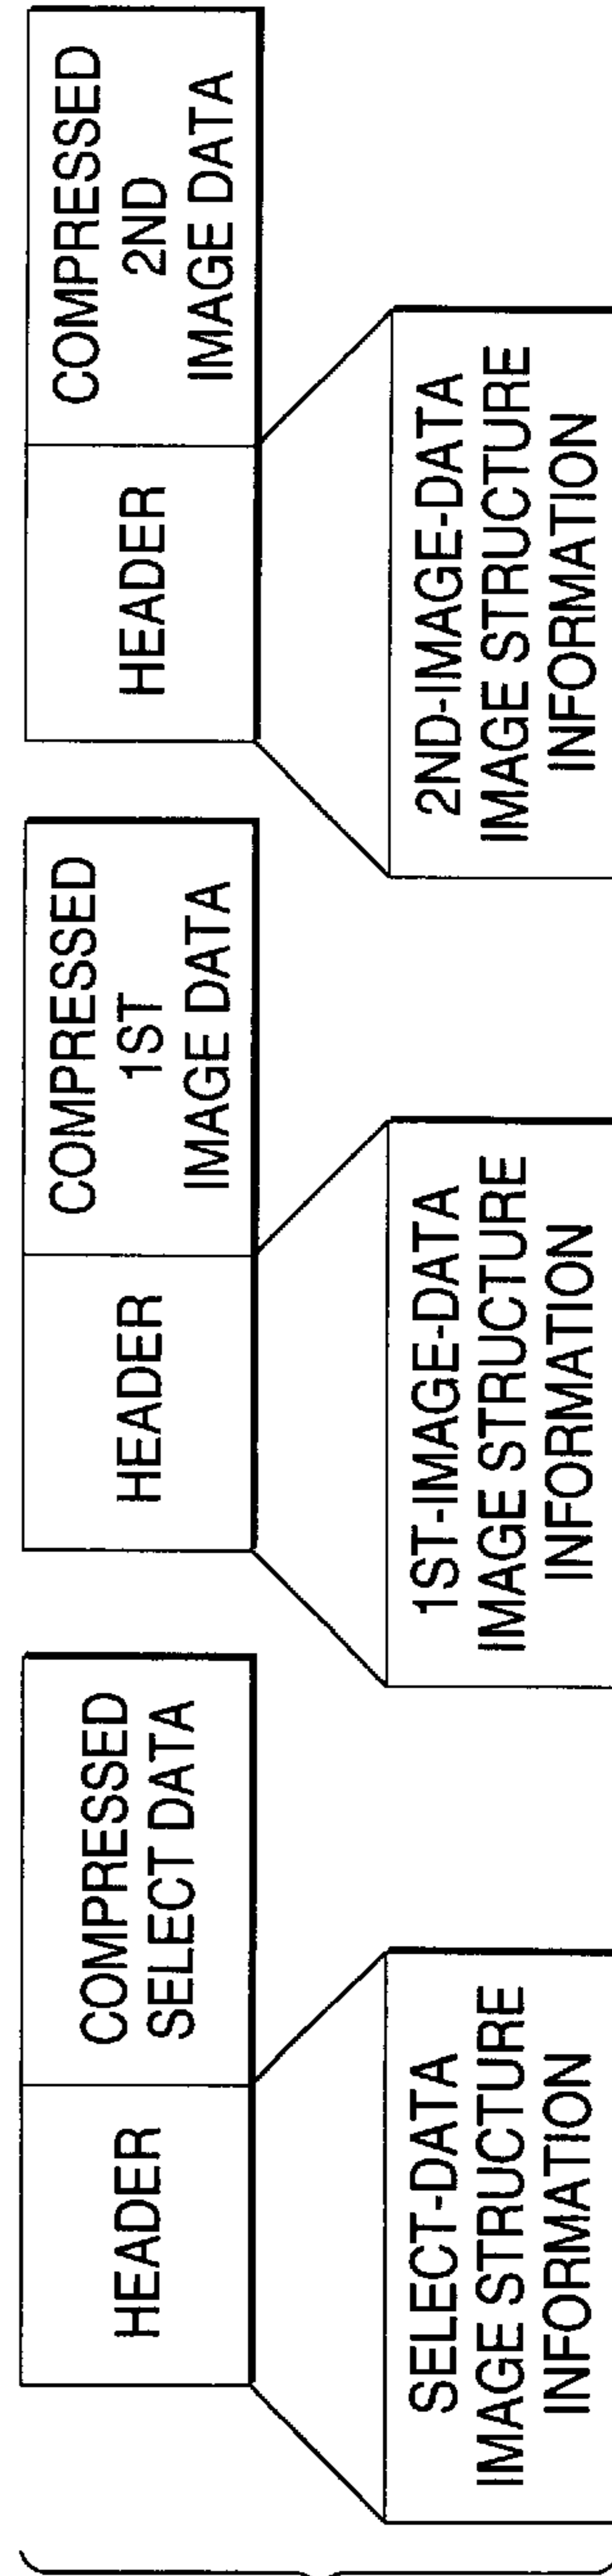 HEADER
COMPRESSED
SELECT DATA
SELECT-DATA
IMAGE STRUCTURE
INFORMATION
HEADER
COMPRESSED
1ST
IMAGE DATA
1ST-IMAGE-DATA
IMAGE STRUCTURE
INFORMATION
HEADER
COMPRESSED
2ND
IMAGE DATA
2ND-IMAGE-DATA
IMAGE STRUCTURE
INFORMATION